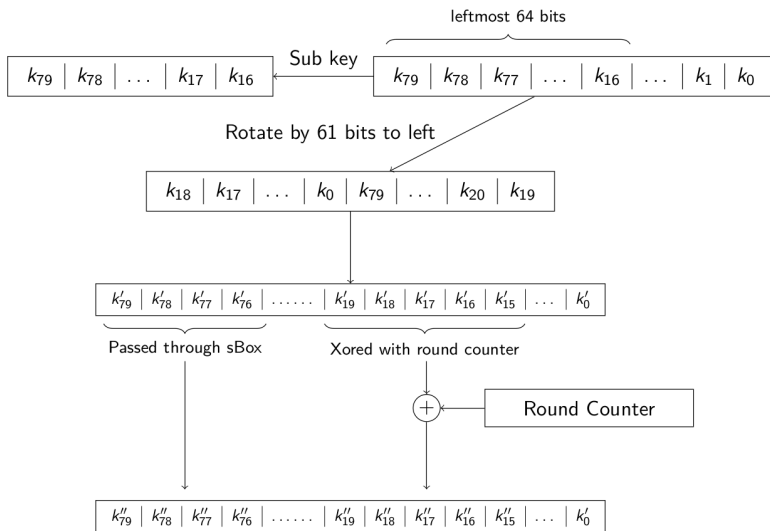 leftmost 64 bits
k79 | k78 | ... | k17 | k16
Sub key
k79 | k78 | k77 | ... | k16 | ... | k1 | k0
Rotate by 61 bits to left
k18 | k17 | ... | k0 | k79 | ... | k20 | k19
k′79 | k′78 | k′77 | k′76 | ...... | k′19 | k′18 | k′17 | k′16 | k′15 | ... | k′0
Passed through sBox
Xored with round counter
+
Round Counter
k′′79 | k′′78 | k′′77 | k′′76 | ...... | k′′19 | k′′18 | k′′17 | k′′16 | k′′15 | ... | k′0